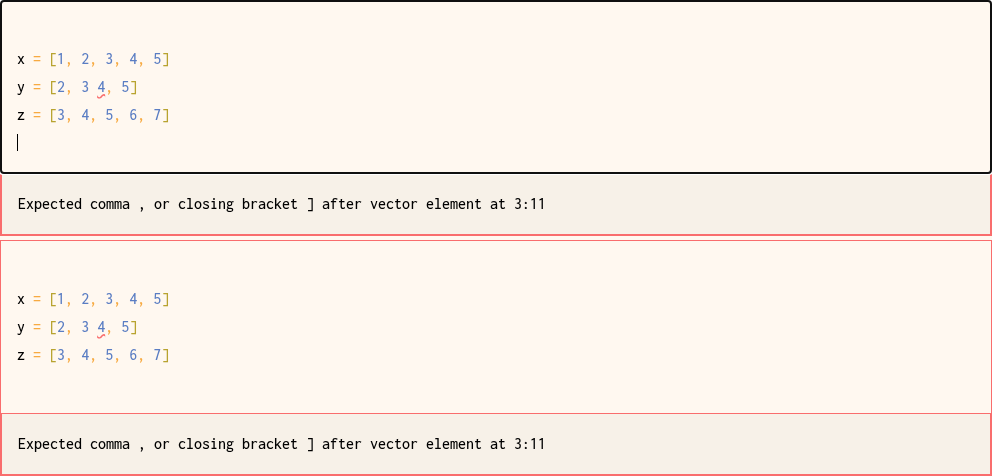 x = [1, 2, 3, 4, 5]
y = [2, 3 4, 5]
z = [3, 4, 5, 6, 7]
Expected comma , or closing bracket ] after vector element at 3:11
x = [1, 2, 3, 4, 5]
y = [2, 3 4, 5]
z = [3, 4, 5, 6, 7]
Expected comma , or closing bracket ] after vector element at 3:11